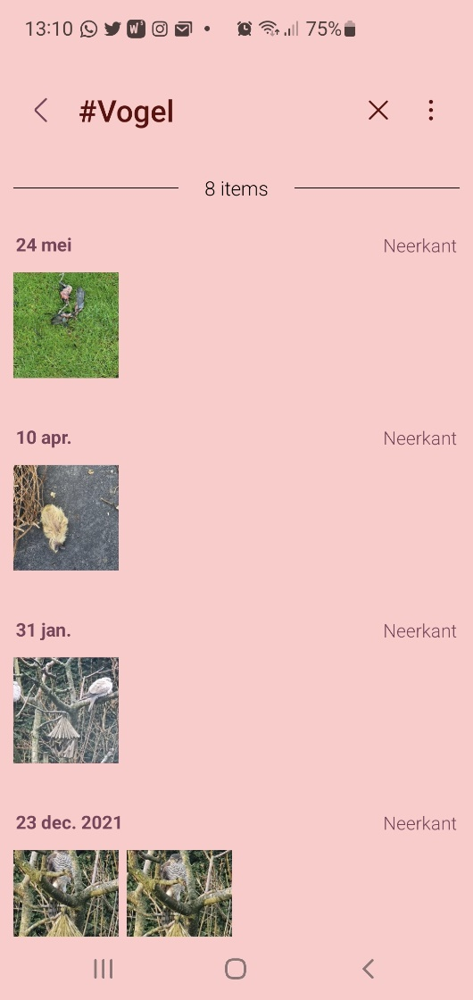 13:10 W 75%
#Vogel
8 items
24 mei Neerkant
10 apr. Neerkant
31 jan. Neerkant
23 dec. 2021 Neerkant